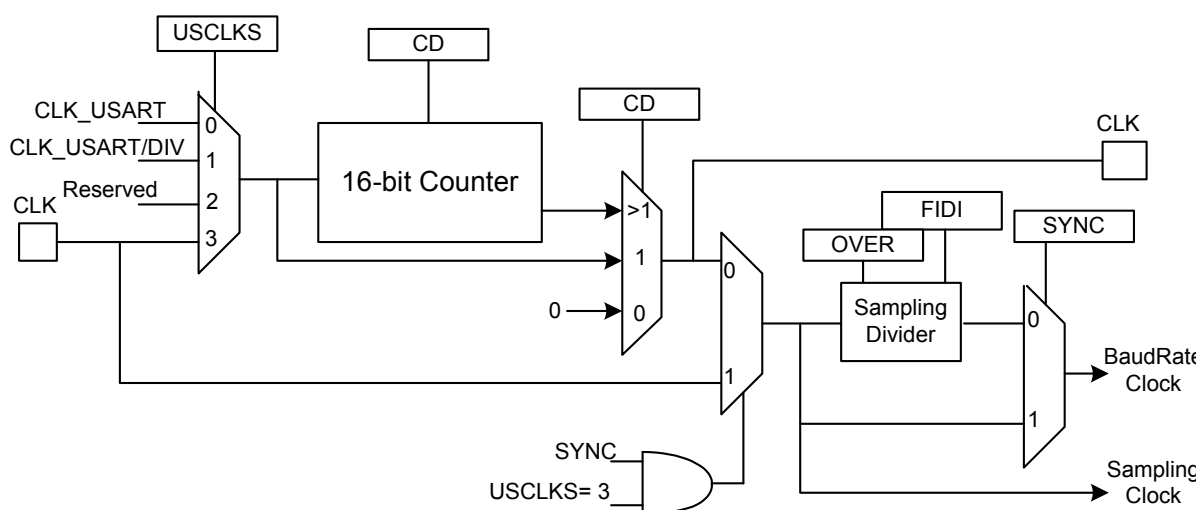 USCLKS
CD
CLK_USART
CLK_USART/DIV
Reserved
CLK
0
1
2
3
16-bit Counter
CD
>1
1
0
0
CLK
0
1
SYNC
USCLKS= 3
FIDI
OVER
Sampling
Divider
SYNC
0
1
BaudRate
Clock
Sampling
Clock